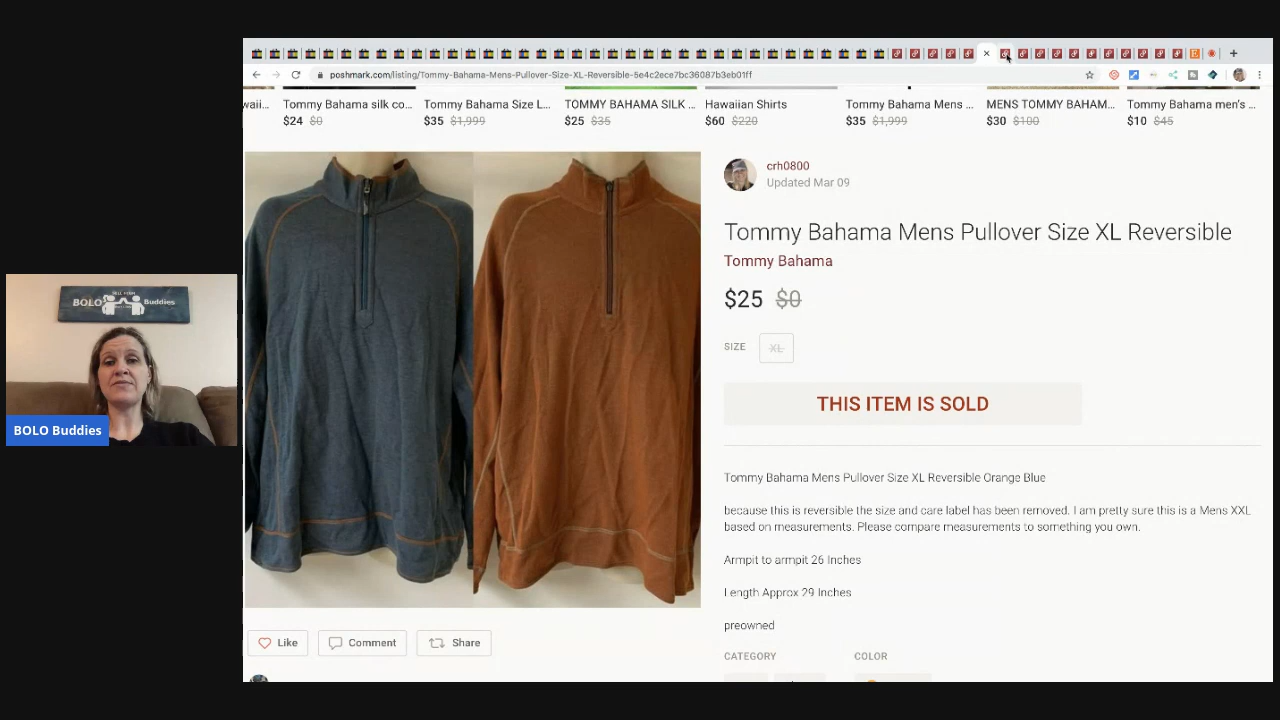 poshmark.com/listing/Tommy-Bahama-Mens-Pullover-Size-XL-Reversible-5e4c2ece7bc36087b3eb01ff
Tommy Bahama silk co... Tommy Bahama Size L... TOMMY BAHAMA SILK ... Hawaiian Shirts Tommy Bahama Mens ... MENS TOMMY BAHAM... Tommy Bahama men's ...
$24 $0 $35 $1,999 $25 $35 $60 $220 $35 $1,999 $30 $100 $10 $45
crh0800
Updated Mar 09
Tommy Bahama Mens Pullover Size XL Reversible
Tommy Bahama
$25 $0
SIZE XL
THIS ITEM IS SOLD
Tommy Bahama Mens Pullover Size XL Reversible Orange Blue
because this is reversible the size and care label has been removed. I am pretty sure this is a Mens XXL
based on measurements. Please compare measurements to something you own.
Armpit to armpit 26 Inches
Length Approx 29 Inches
preowned
CATEGORY COLOR
Like Comment Share
BOLO Buddies
BOLO Buddies